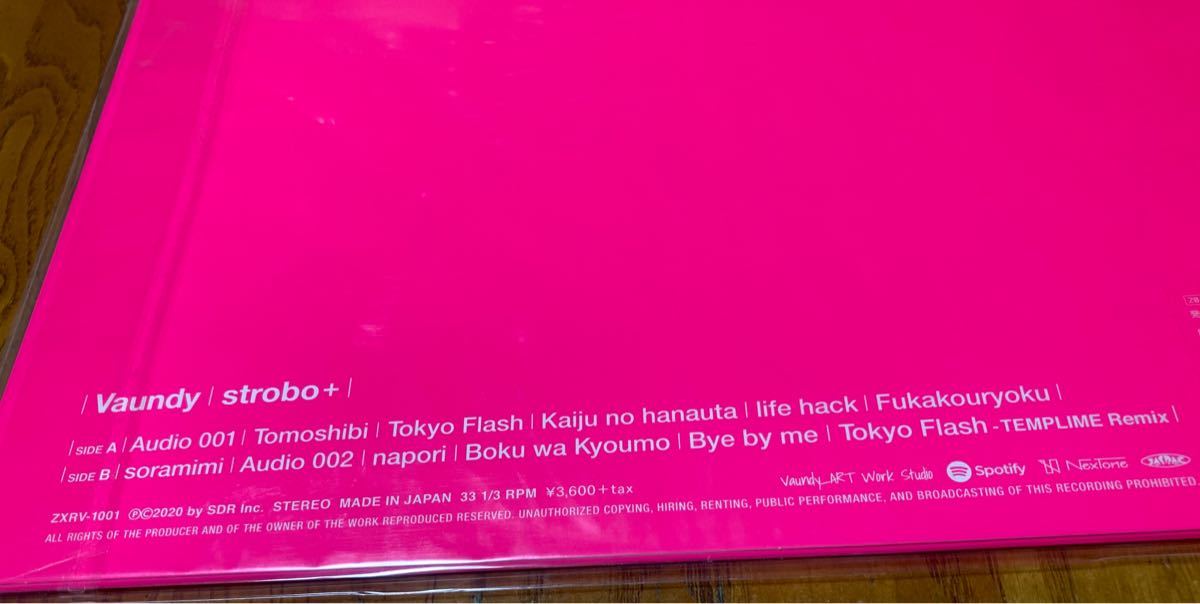 | Vaundy | strobo+ |
| SIDE A | Audio 001 | Tomoshibi | Tokyo Flash | Kaiju no hanauta | life hack | Fukakouryoku |
| SIDE B | soramimi | Audio 002 | napori | Boku wa Kyoumo | Bye by me | Tokyo Flash -TEMPLIME Remix |
Vaundy_ART Work Studio Spotify NexTone
ZXRV-1001 ℗©2020 by SDR Inc. STEREO MADE IN JAPAN 33 1/3 RPM ¥3,600+tax
ALL RIGHTS OF THE PRODUCER AND OF THE OWNER OF THE WORK REPRODUCED RESERVED. UNAUTHORIZED COPYING, HIRING, RENTING, PUBLIC PERFORMANCE, AND BROADCASTING OF THIS RECORDING PROHIBITED.